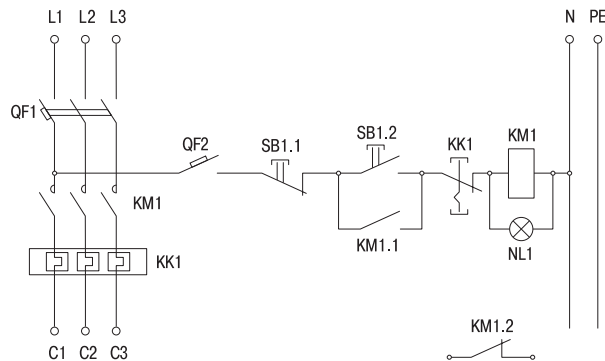 L1 L2 L3 N PE
QF1
QF2 SB1.1 SB1.2 KK1 KM1
KM1
KM1.1 NL1
KK1
C1 C2 C3 KM1.2